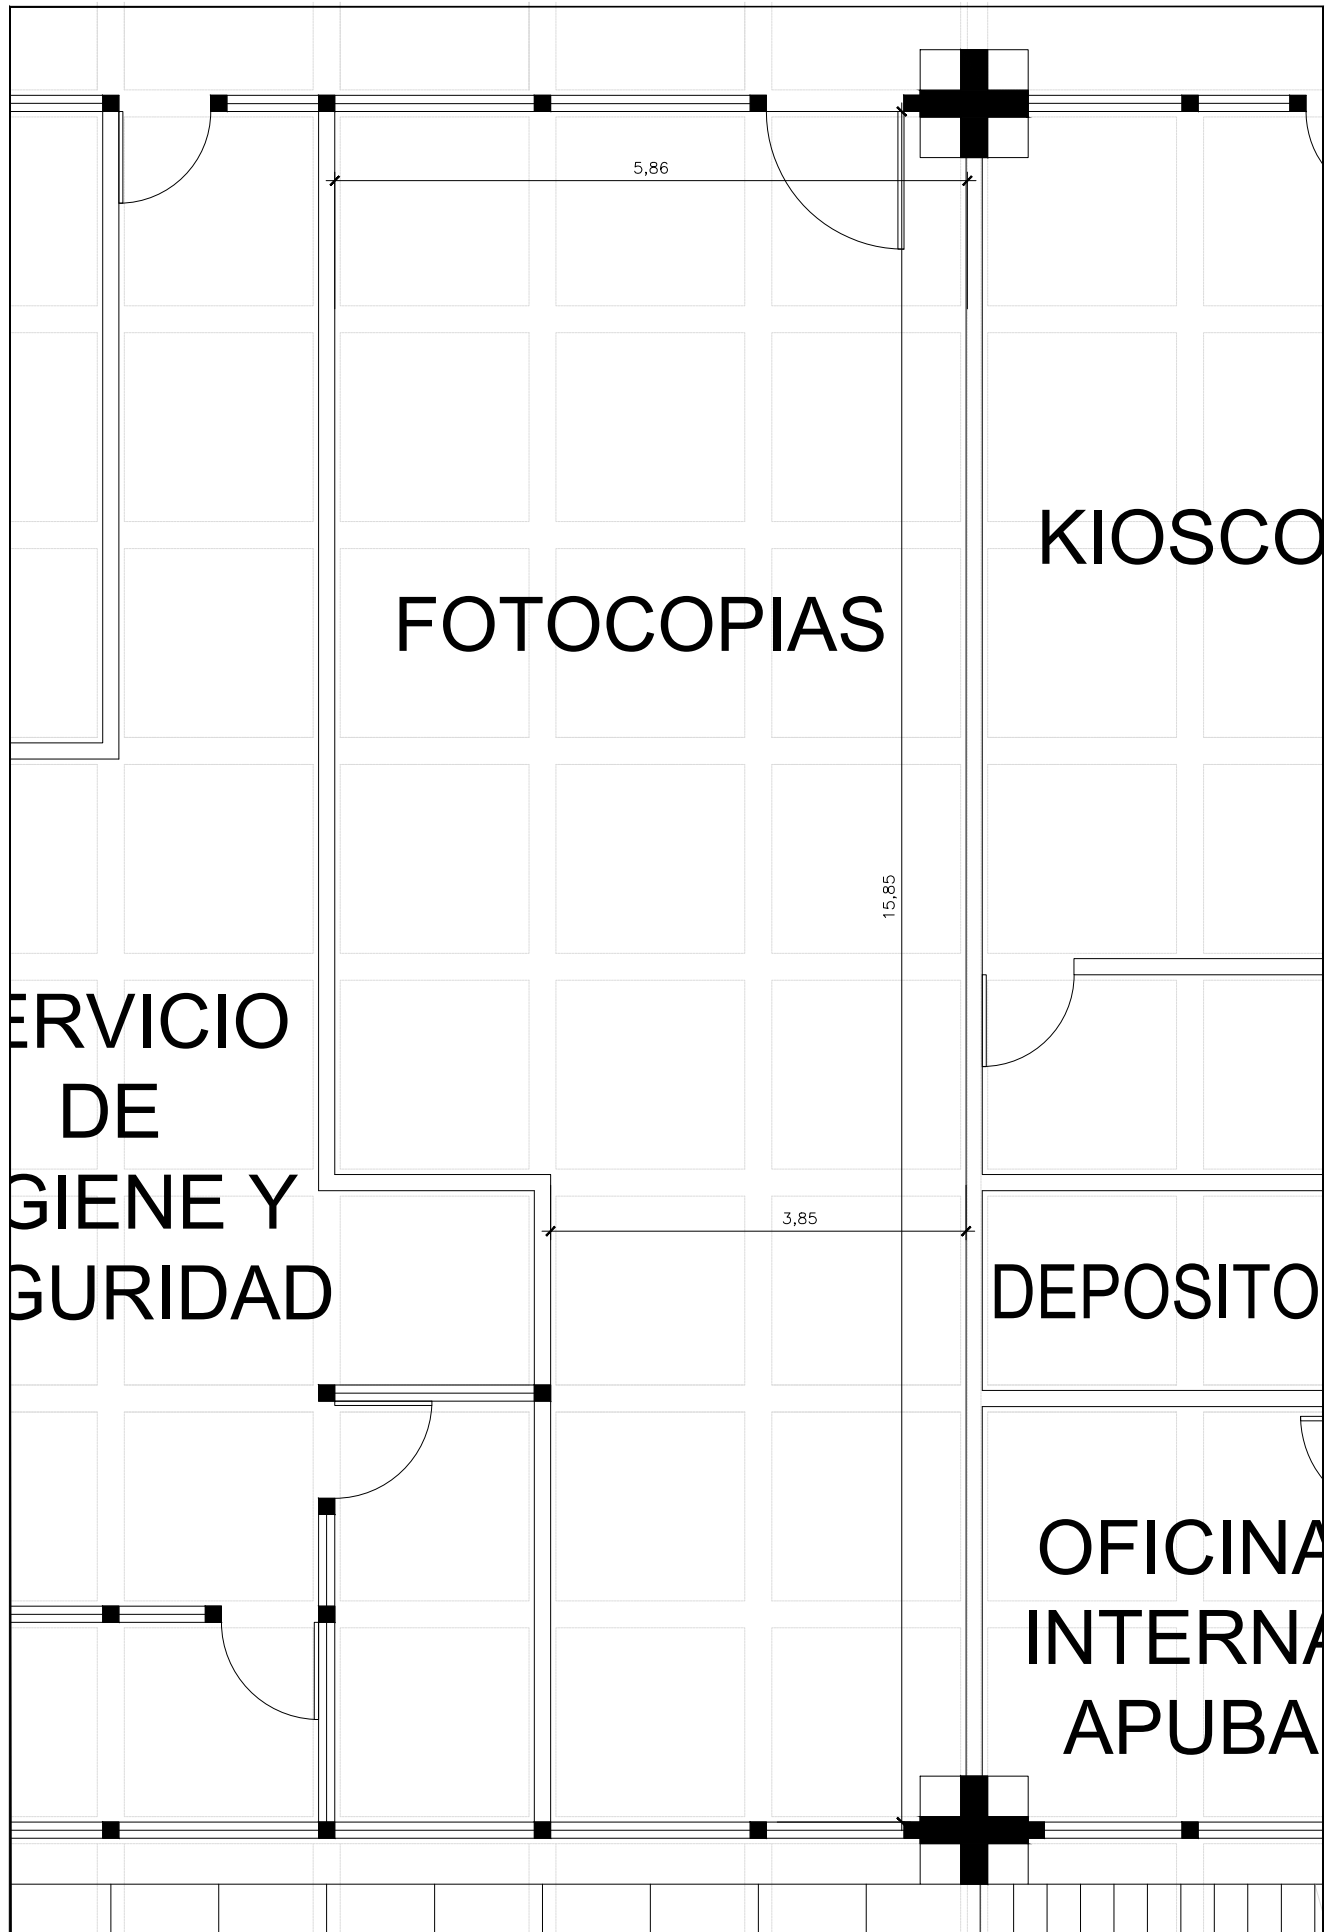 5,86
KIOSCO
FOTOCOPIAS
15,85
ERVICIO
DE
GIENE Y
GURIDAD
3,85
DEPOSITO
OFICINA
INTERNA
APUBA